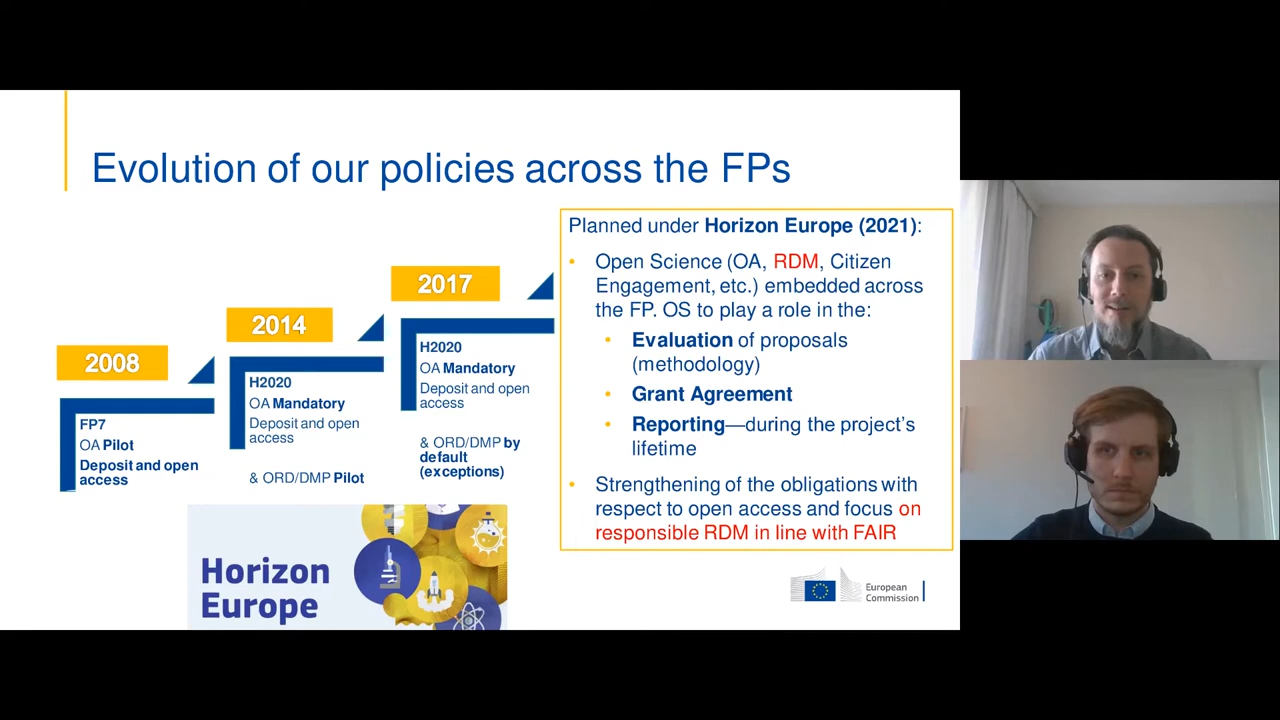 Evolution of our policies across the FPs
2008
FP7
OA Pilot
Deposit and open
access
2014
H2020
OA Mandatory
Deposit and open
access
& ORD/DMP Pilot
2017
H2020
OA Mandatory
Deposit and open
access
& ORD/DMP by
default
(exceptions)
Planned under Horizon Europe (2021):
• Open Science (OA, RDM, Citizen
Engagement, etc.) embedded across
the FP. OS to play a role in the:
• Evaluation of proposals
(methodology)
• Grant Agreement
• Reporting—during the project's
lifetime
• Strengthening of the obligations with
respect to open access and focus on
responsible RDM in line with FAIR
Horizon
Europe
European
Commission